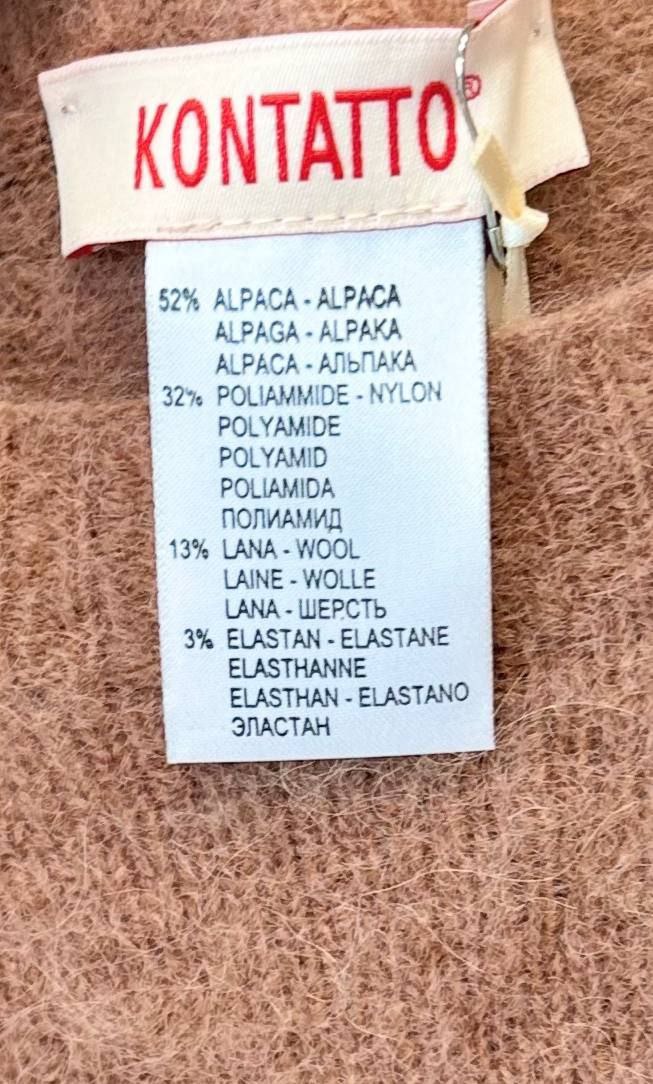 KONTATTO®
52% ALPACA - ALPACA
ALPAGA - ALPAKA
ALPACA - АЛЬПАКА
32% POLIAMMIDE - NYLON
POLYAMIDE
POLYAMID
POLIAMIDA
ПОЛИАМИД
13% LANA - WOOL
LAINE - WOLLE
LANA - ШЕРСТЬ
3% ELASTAN - ELASTANE
ELASTHANNE
ELASTHAN - ELASTANO
ЭЛАСТАН